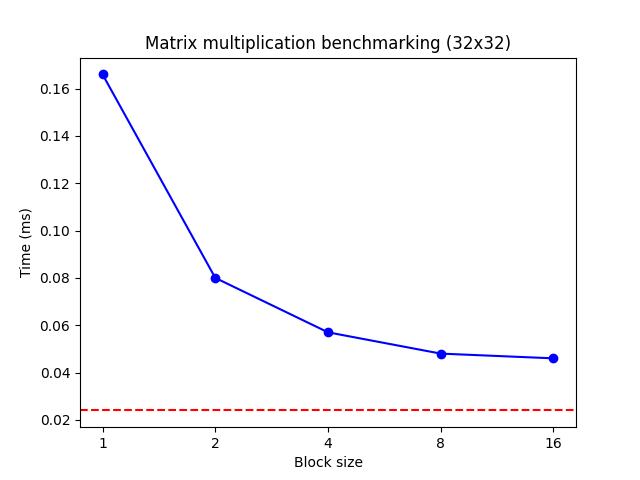 Matrix multiplication benchmarking (32x32)
Time (ms)
0.16
0.14
0.12
0.10
0.08
0.06
0.04
0.02
1 2 4 8 16
Block size